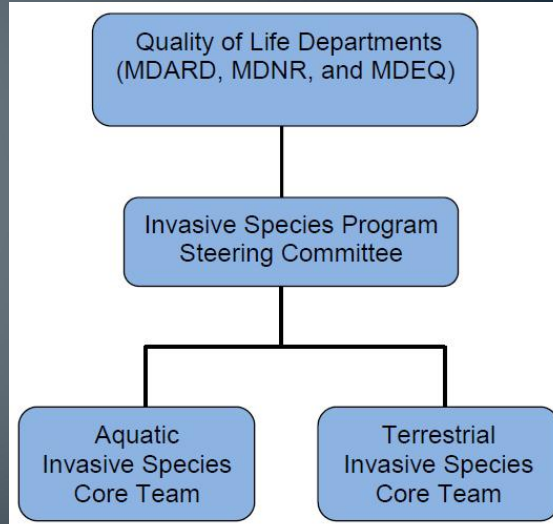 Quality of Life Departments
(MDARD, MDNR, and MDEQ)
Invasive Species Program
Steering Committee
Aquatic
Invasive Species
Core Team
Terrestrial
Invasive Species
Core Team